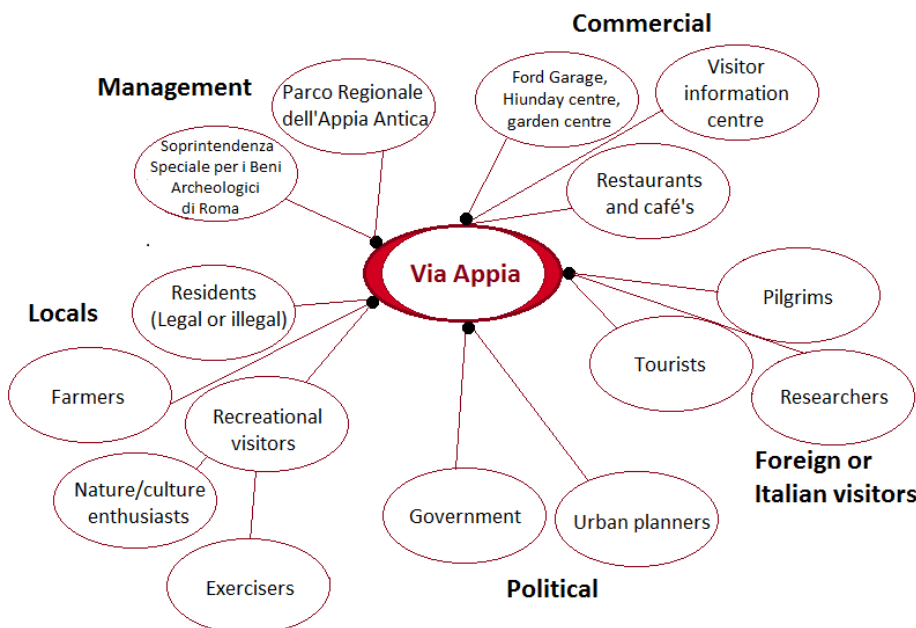 Commercial
Management
Parco Regionale
dell'Appia Antica
Soprintendenza
Speciale per i Beni
Archeologici
di Roma
Ford Garage,
Hiunday centre,
garden centre
Visitor
information
centre
Restaurants
and café's
Via Appia
Locals
Residents
(Legal or illegal)
Farmers
Recreational
visitors
Nature/culture
enthusiasts
Exercisers
Government
Urban planners
Political
Pilgrims
Tourists
Researchers
Foreign or
Italian visitors